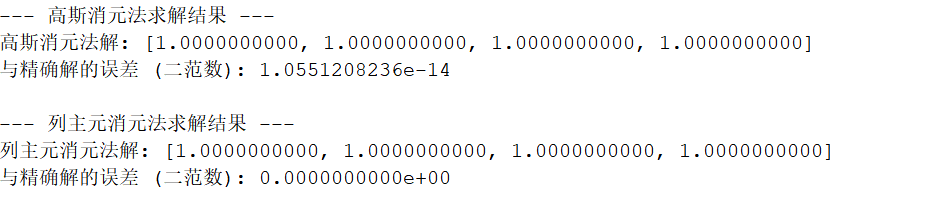 --- 高斯消元法求解结果 ---
高斯消元法解: [1.0000000000, 1.0000000000, 1.0000000000, 1.0000000000]
与精确解的误差 (二范数): 1.0551208236e-14
--- 列主元消元法求解结果 ---
列主元消元法解: [1.0000000000, 1.0000000000, 1.0000000000, 1.0000000000]
与精确解的误差 (二范数): 0.0000000000e+00